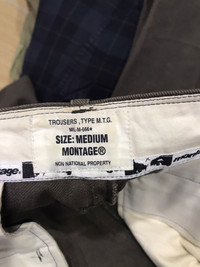 TROUSERS, TYPE M.T.G.
SIZE: MEDIUM
MONTAGE®
NON NATIONAL PROPERTY